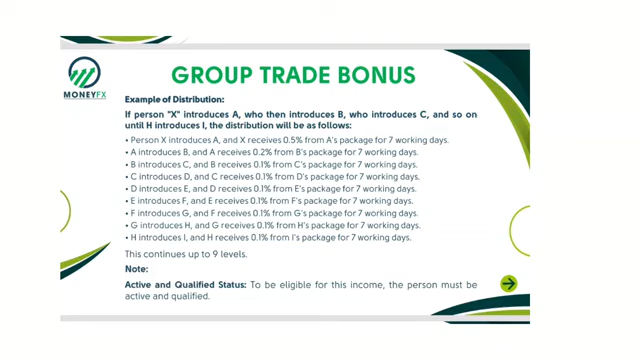 MONEYFX
GROUP TRADE BONUS
Example of Distribution:
If person "X" introduces A, who then introduces B, who introduces C, and so on
until H introduces I, the distribution will be as follows:
• Person X introduces A, and X receives 0.5% from A's package for 7 working days.
• A introduces B, and A receives 0.2% from B's package for 7 working days.
• B introduces C, and B receives 0.1% from C's package for 7 working days.
• C introduces D, and C receives 0.1% from D's package for 7 working days.
• D introduces E, and D receives 0.1% from E's package for 7 working days.
• E introduces F, and E receives 0.1% from F's package for 7 working days.
• F introduces G, and F receives 0.1% from G's package for 7 working days.
• G introduces H, and G receives 0.1% from H's package for 7 working days.
• H introduces I, and H receives 0.1% from I's package for 7 working days.
This continues up to 9 levels.
Note:
Active and Qualified Status: To be eligible for this income, the person must be
active and qualified.